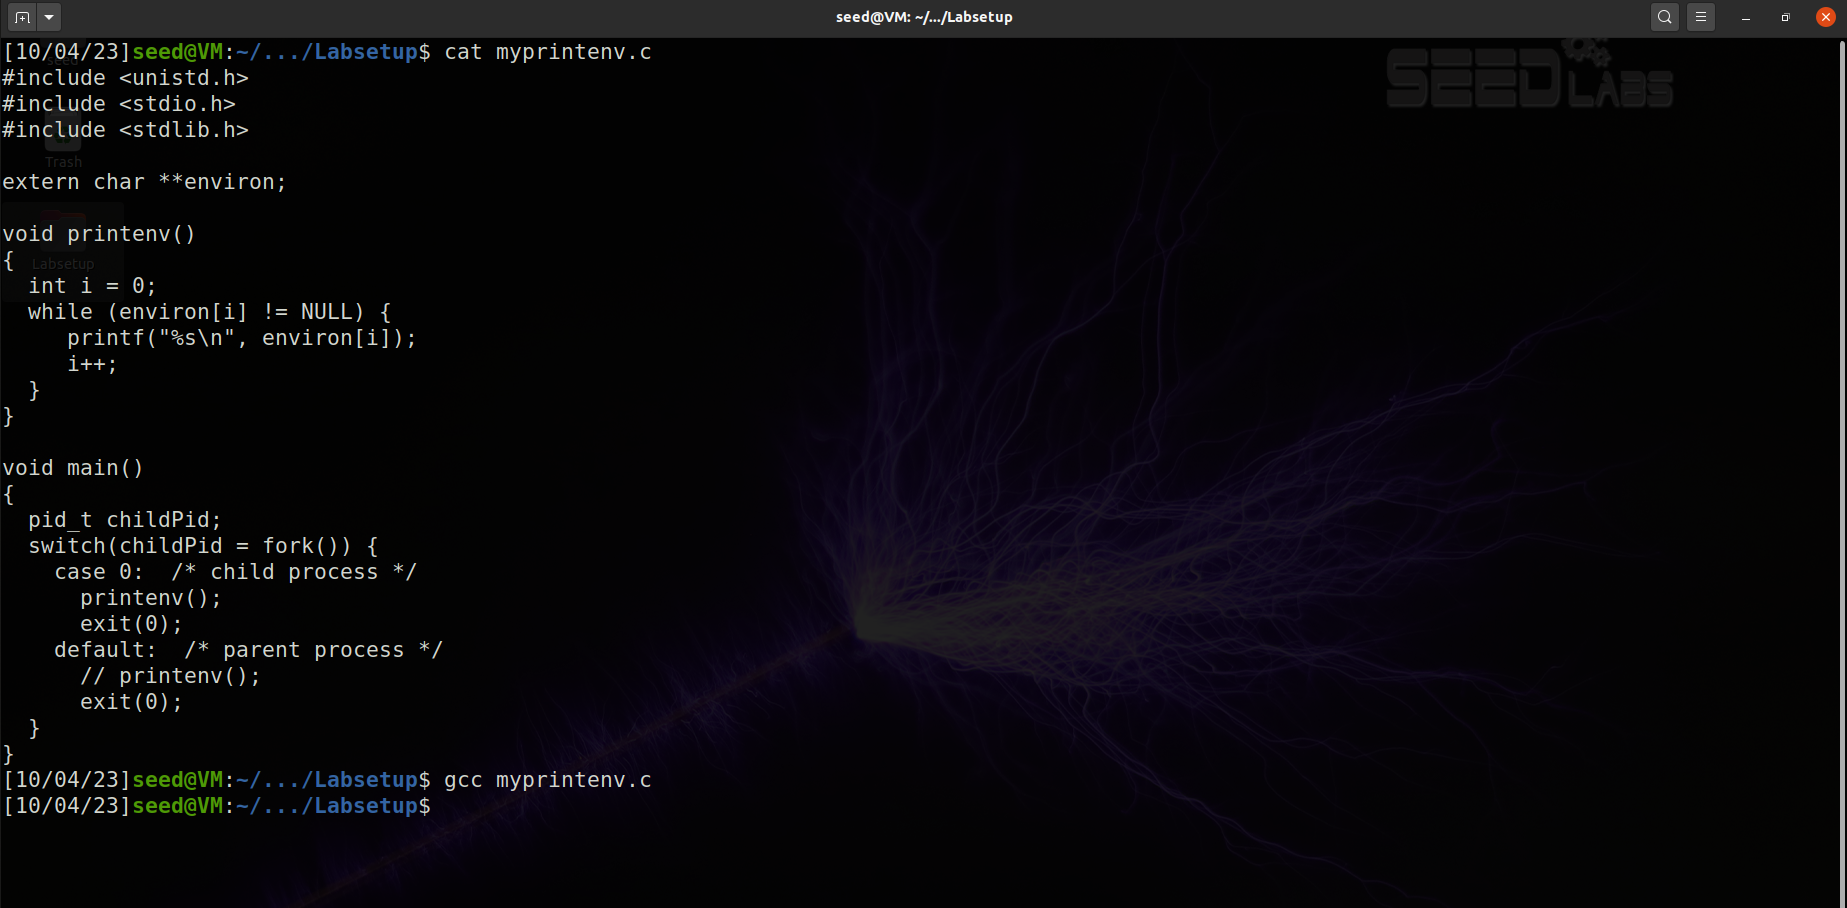 seed@VM: ~/.../Labsetup
SEED LABS
[10/04/23]seed@VM:~/.../Labsetup$ cat myprintenv.c
#include <unistd.h>
#include <stdio.h>
#include <stdlib.h>
Trash
extern char **environ;
void printenv()
{
Labsetup
  int i = 0;
  while (environ[i] != NULL) {
     printf("%s\n", environ[i]);
     i++;
  }
}
void main()
{
  pid_t childPid;
  switch(childPid = fork()) {
    case 0:  /* child process */
      printenv();
      exit(0);
    default:  /* parent process */
      // printenv();
      exit(0);
  }
}
[10/04/23]seed@VM:~/.../Labsetup$ gcc myprintenv.c
[10/04/23]seed@VM:~/.../Labsetup$